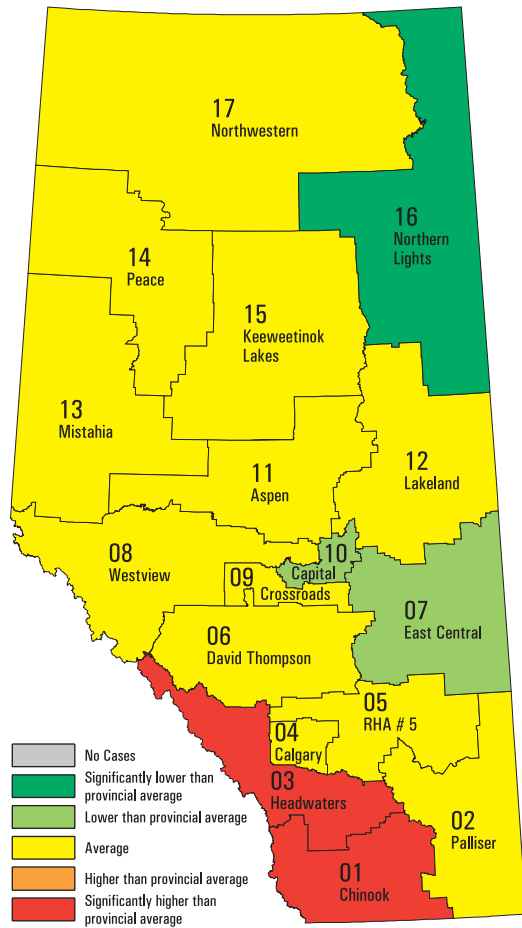 17
Northwestern
16
Northern
Lights
14
Peace
15
Keeweetinok
Lakes
13
Mistahia
11
Aspen
12
Lakeland
08
Westview
10
Capital
09
Crossroads
07
East Central
06
David Thompson
05
RHA # 5
04
Calgary
03
Headwaters
02
Palliser
01
Chinook
No Cases
Significantly lower than
provincial average
Lower than provincial average
Average
Higher than provincial average
Significantly higher than
provincial average